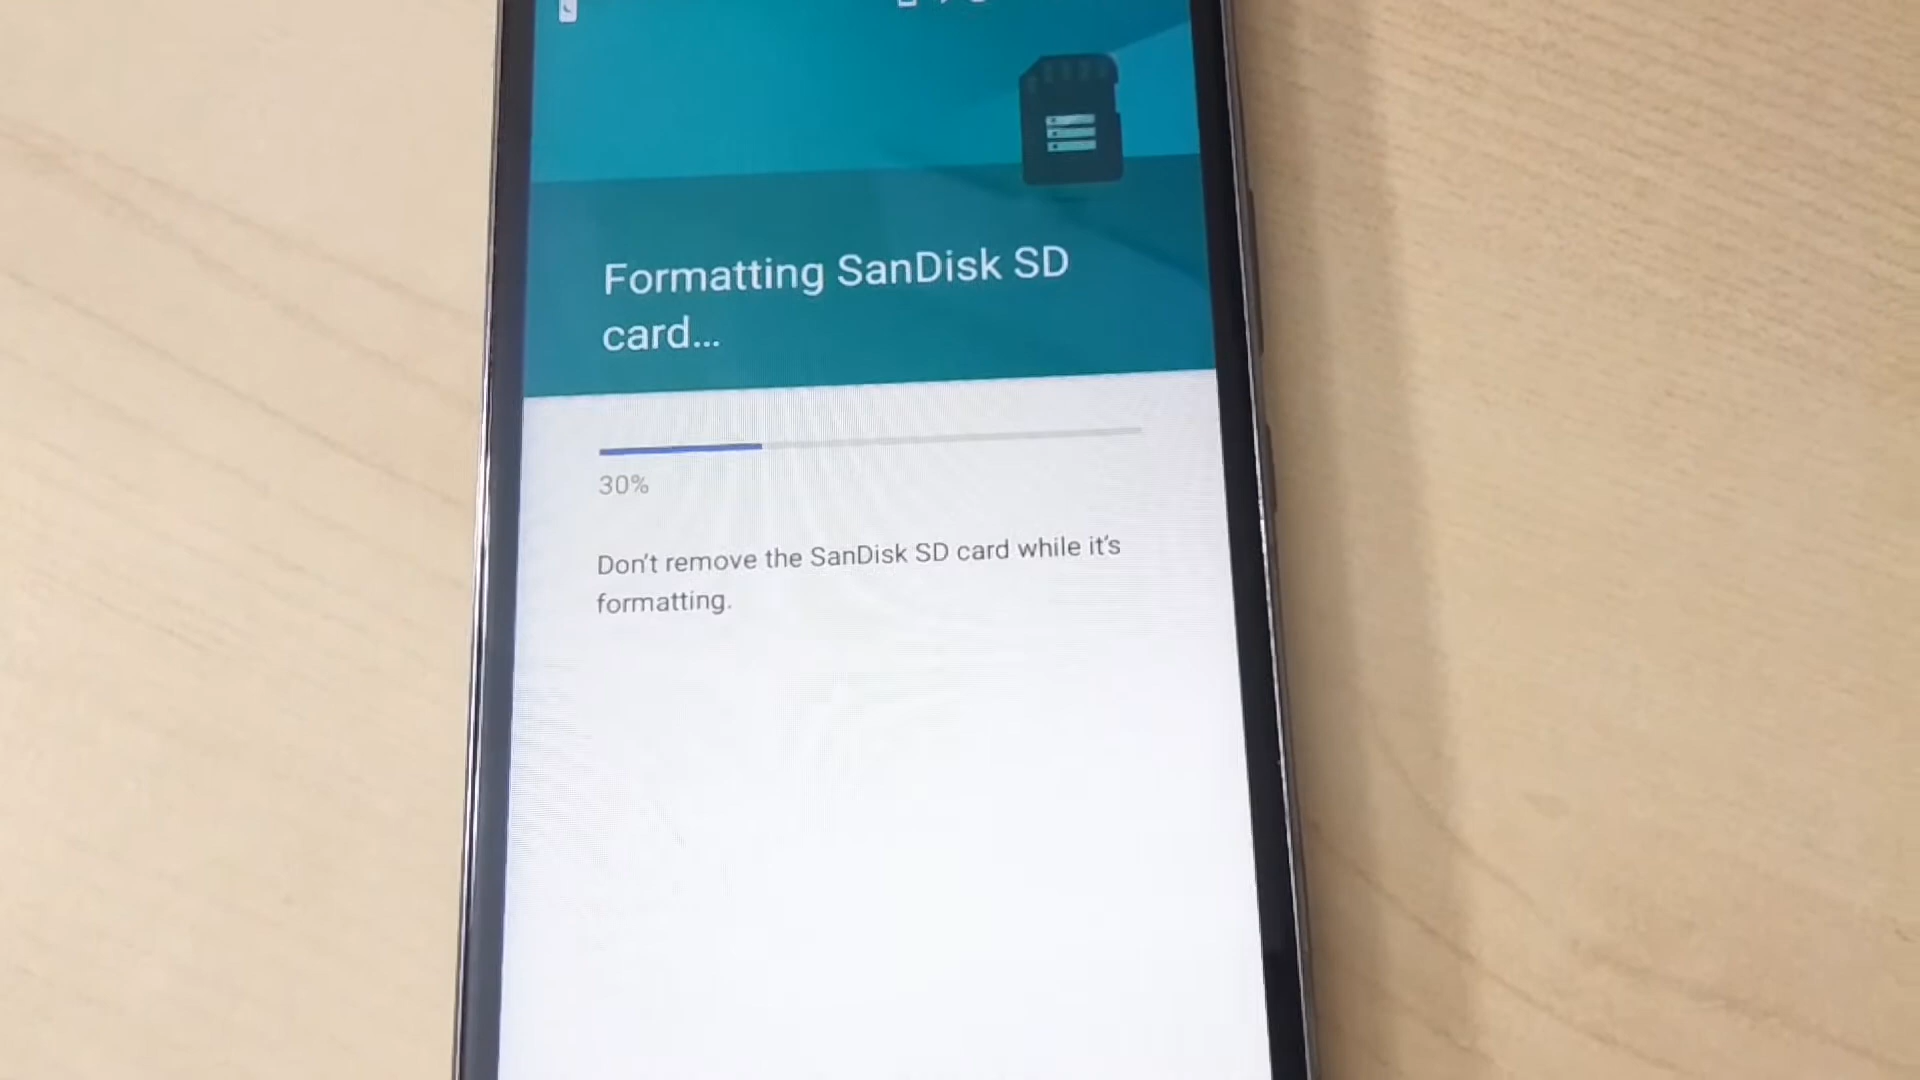 Formatting SanDisk SD
card...
30%
Don't remove the SanDisk SD card while it's
formatting.